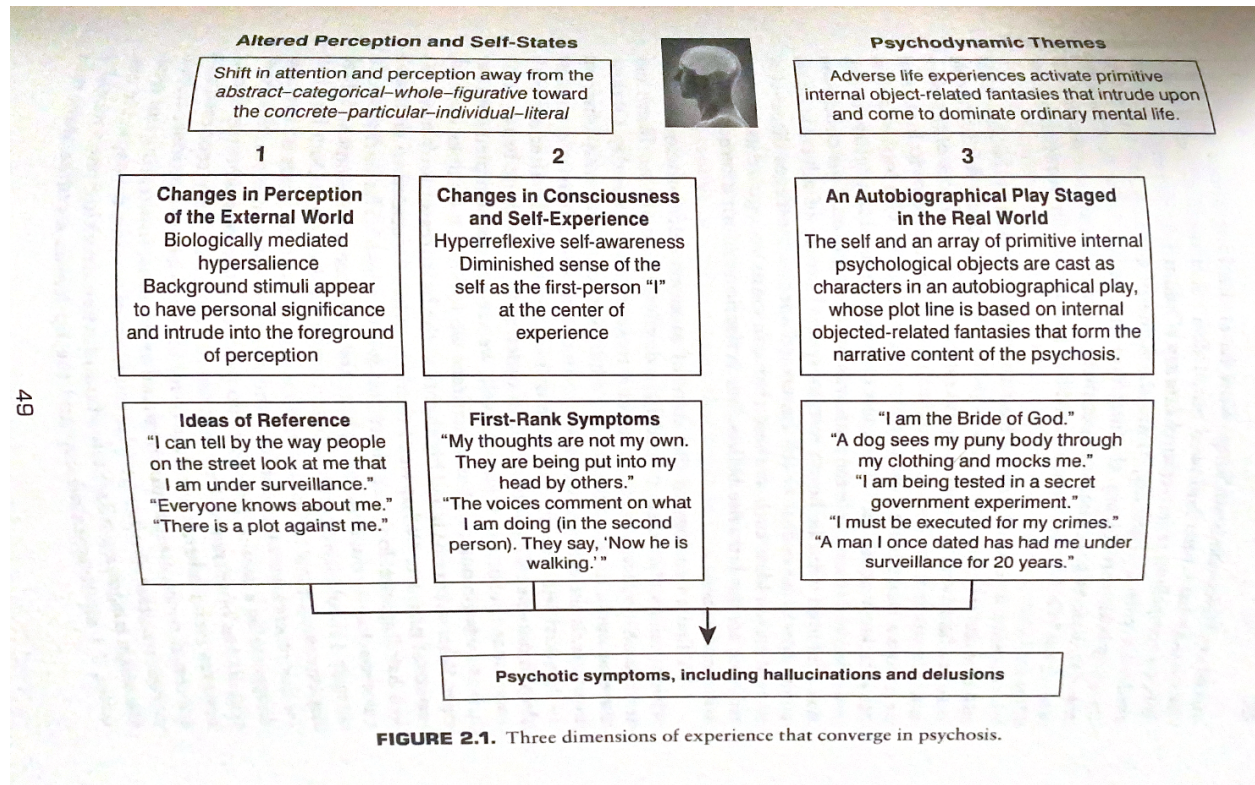 Altered Perception and Self-States
Shift in attention and perception away from the
abstract–categorical–whole–figurative toward
the concrete–particular–individual–literal
Psychodynamic Themes
Adverse life experiences activate primitive
internal object-related fantasies that intrude upon
and come to dominate ordinary mental life.
1
Changes in Perception
of the External World
Biologically mediated
hypersalience
Background stimuli appear
to have personal significance
and intrude into the foreground
of perception
2
Changes in Consciousness
and Self-Experience
Hyperreflexive self-awareness
Diminished sense of the
self as the first-person “I”
at the center of
experience
3
An Autobiographical Play Staged
in the Real World
The self and an array of primitive internal
psychological objects are cast as
characters in an autobiographical play,
whose plot line is based on internal
objected-related fantasies that form the
narrative content of the psychosis.
Ideas of Reference
“I can tell by the way people
on the street look at me that
I am under surveillance.”
“Everyone knows about me.”
“There is a plot against me.”
First-Rank Symptoms
“My thoughts are not my own.
They are being put into my
head by others.”
“The voices comment on what
I am doing (in the second
person). They say, ‘Now he is
walking.’”
“I am the Bride of God.”
“A dog sees my puny body through
my clothing and mocks me.”
“I am being tested in a secret
government experiment.”
“I must be executed for my crimes.”
“A man I once dated has had me under
surveillance for 20 years.”
Psychotic symptoms, including hallucinations and delusions
FIGURE 2.1. Three dimensions of experience that converge in psychosis.
49